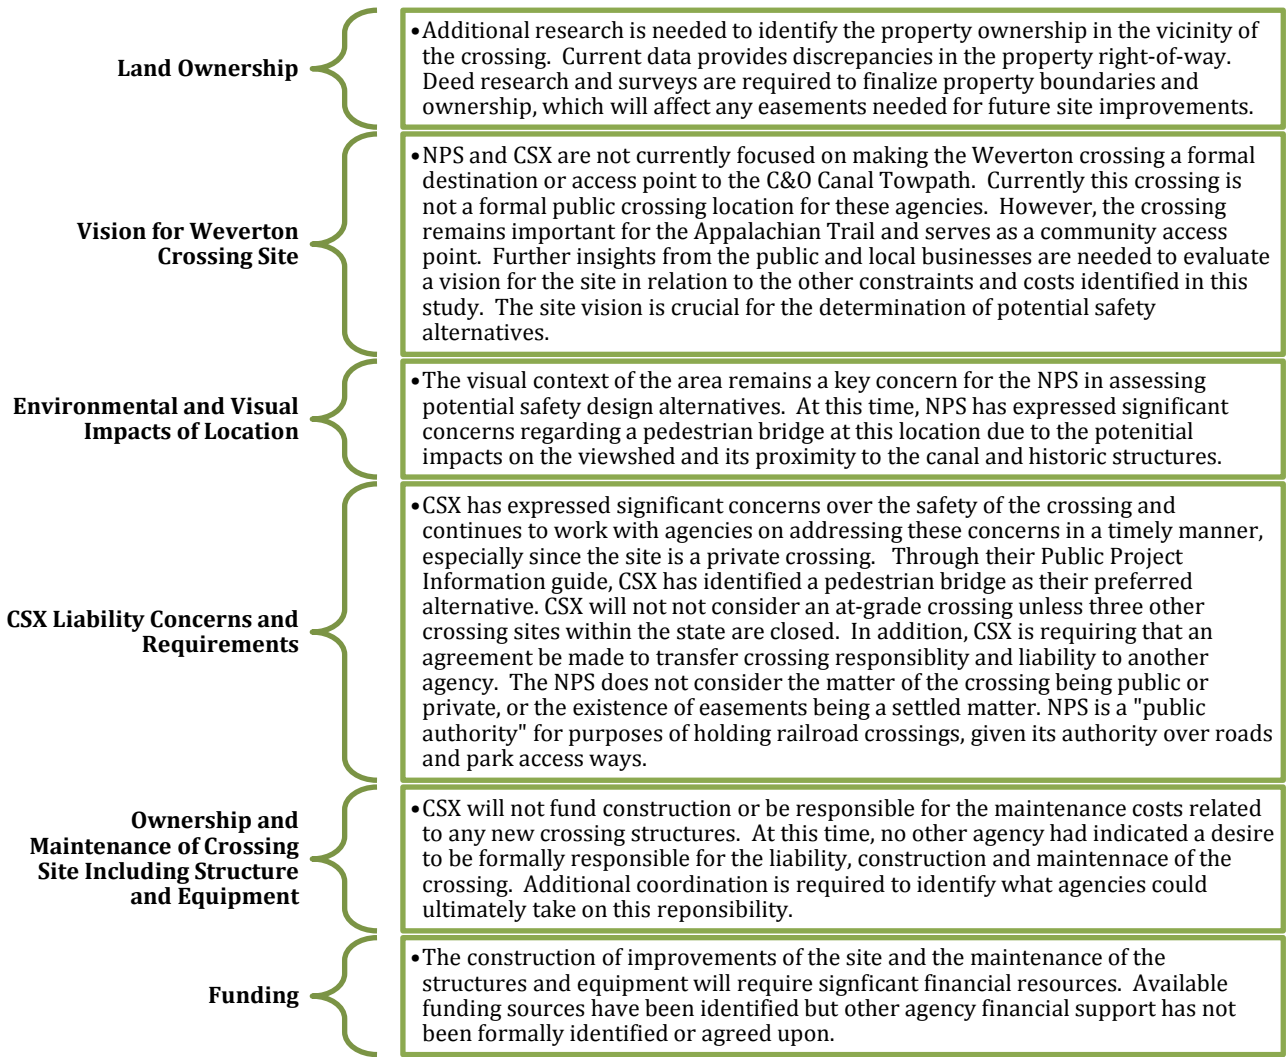 Land Ownership
•Additional research is needed to identify the property ownership in the vicinity of
the crossing.  Current data provides discrepancies in the property right-of-way.
Deed research and surveys are required to finalize property boundaries and
ownership, which will affect any easements needed for future site improvements.
Vision for Weverton
Crossing Site
•NPS and CSX are not currently focused on making the Weverton crossing a formal
destination or access point to the C&O Canal Towpath.  Currently this crossing is
not a formal public crossing location for these agencies.  However, the crossing
remains important for the Appalachian Trail and serves as a community access
point.  Further insights from the public and local businesses are needed to evaluate
a vision for the site in relation to the other constraints and costs identified in this
study.  The site vision is crucial for the determination of potential safety
alternatives.
Environmental and Visual
Impacts of Location
•The visual context of the area remains a key concern for the NPS in assessing
potential safety design alternatives.  At this time, NPS has expressed significant
concerns regarding a pedestrian bridge at this location due to the potenitial
impacts on the viewshed and its proximity to the canal and historic structures.
CSX Liability Concerns and
Requirements
•CSX has expressed significant concerns over the safety of the crossing and
continues to work with agencies on addressing these concerns in a timely manner,
especially since the site is a private crossing.   Through their Public Project
Information guide, CSX has identified a pedestrian bridge as their preferred
alternative. CSX will not not consider an at-grade crossing unless three other
crossing sites within the state are closed.  In addition, CSX is requiring that an
agreement be made to transfer crossing responsiblity and liability to another
agency.  The NPS does not consider the matter of the crossing being public or
private, or the existence of easements being a settled matter. NPS is a "public
authority" for purposes of holding railroad crossings, given its authority over roads
and park access ways.
Ownership and
Maintenance of Crossing
Site Including Structure
and Equipment
•CSX will not fund construction or be responsible for the maintenance costs related
to any new crossing structures.  At this time, no other agency had indicated a desire
to be formally responsible for the liability, construction and maintennace of the
crossing.  Additional coordination is required to identify what agencies could
ultimately take on this reponsibility.
Funding
•The construction of improvements of the site and the maintenance of the
structures and equipment will require signficant financial resources.  Available
funding sources have been identified but other agency financial support has not
been formally identified or agreed upon.